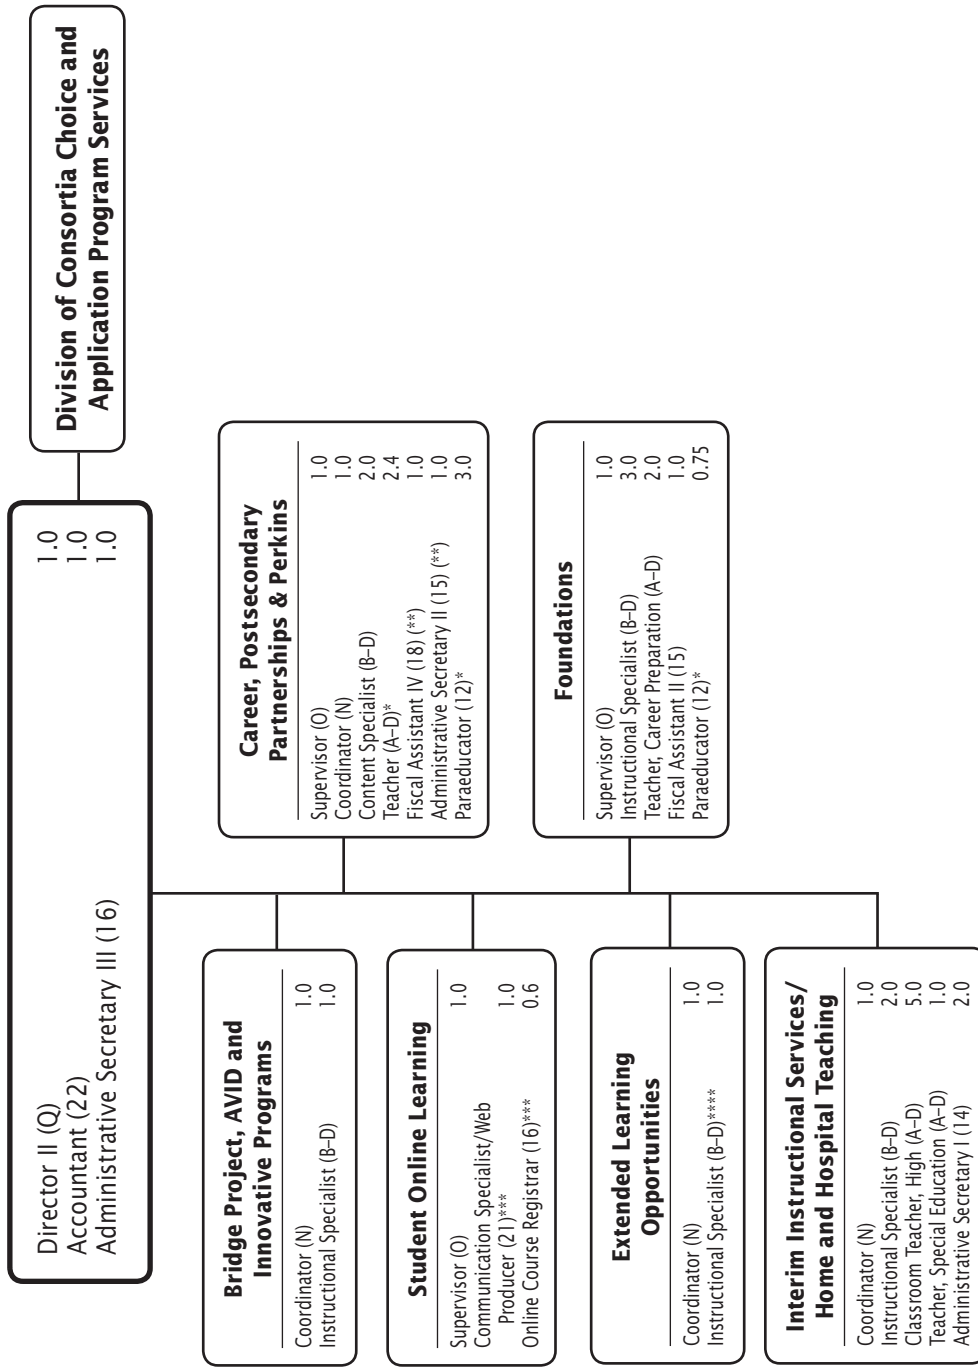 Director II (Q) 1.0
Accountant (22) 1.0
Administrative Secretary III (16) 1.0
Division of Consortia Choice and
Application Program Services
Bridge Project, AVID and
Innovative Programs
Coordinator (N) 1.0
Instructional Specialist (B–D) 1.0
Student Online Learning
Supervisor (O) 1.0
Communication Specialist/Web
Producer (21)*** 1.0
Online Course Registrar (16)*** 0.6
Extended Learning
Opportunities
Coordinator (N) 1.0
Instructional Specialist (B–D)**** 1.0
Interim Instructional Services/
Home and Hospital Teaching
Coordinator (N) 1.0
Instructional Specialist (B–D) 2.0
Classroom Teacher, High (A–D) 5.0
Teacher, Special Education (A–D) 1.0
Administrative Secretary I (14) 2.0
Career, Postsecondary
Partnerships & Perkins
Supervisor (O) 1.0
Coordinator (N) 1.0
Content Specialist (B–D) 2.0
Teacher (A–D)* 2.4
Fiscal Assistant IV (18) (**) 1.0
Administrative Secretary II (15) (**) 1.0
Paraeducator (12)* 3.0
Foundations
Supervisor (O) 1.0
Instructional Specialist (B–D) 3.0
Teacher, Career Preparation (A–D) 2.0
Fiscal Assistant II (15) 1.0
Paraeducator (12)* 0.75